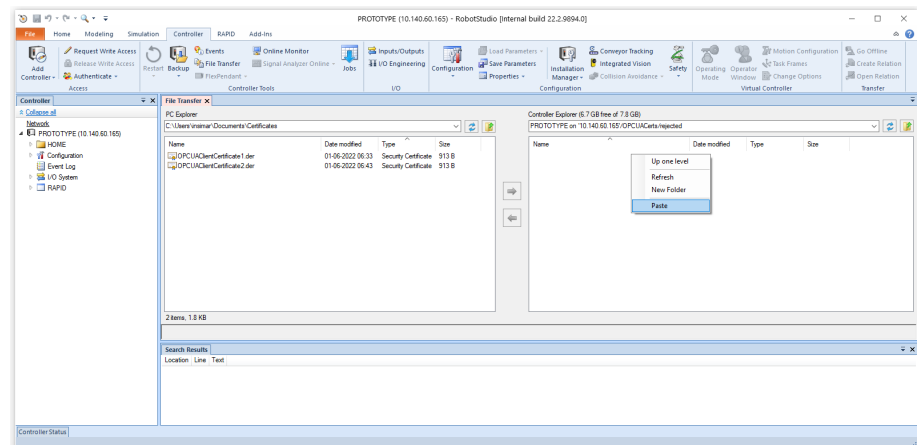 PROTOTYPE (10.140.60.165) - RobotStudio [Internal build 22.2.9894.0]
File Home Modeling Simulation Controller RAPID Add-Ins
Add Controller
Request Write Access
Release Write Access
Authenticate
Access
Restart
Backup
Events
File Transfer
FlexPendant
Online Monitor
Signal Analyzer Online
Jobs
Controller Tools
Inputs/Outputs
I/O Engineering
I/O
Configuration
Load Parameters
Save Parameters
Properties
Installation Manager
Conveyor Tracking
Integrated Vision
Collision Avoidance
Safety
Configuration
Operating Mode
Operator Window
Motion Configuration
Task Frames
Change Options
Virtual Controller
Go Offline
Create Relation
Open Relation
Transfer
Controller
Collapse all
Network
PROTOTYPE (10.140.60.165)
HOME
Configuration
Event Log
I/O System
RAPID
File Transfer
PC Explorer
C:\Users\rsimar\Documents\Certificates
Name Date modified Type Size
OPCUAClientCertificate1.der 01-06-2022 06:33 Security Certificate 913 B
OPCUAClientCertificate2.der 01-06-2022 06:43 Security Certificate 913 B
2 items, 1.8 KB
Controller Explorer (6.7 GB free of 7.8 GB)
PROTOTYPE on '10.140.60.165'/OPCUACerts/rejected
Name Date modified Type Size
Up one level
Refresh
New Folder
Paste
Search Results
Location Line Text
Controller Status